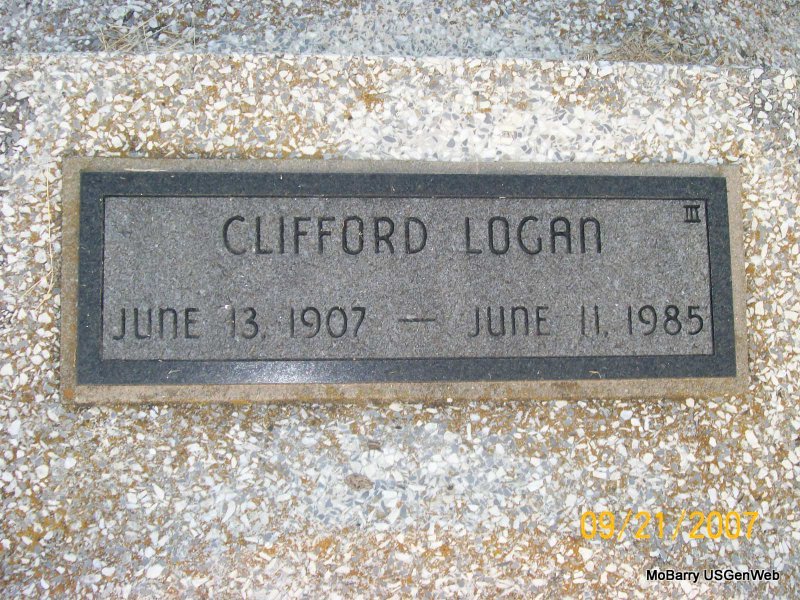 III
CLIFFORD LOGAN
JUNE 13, 1907 — JUNE 11, 1985
09/21/2007
MoBarry USGenWeb